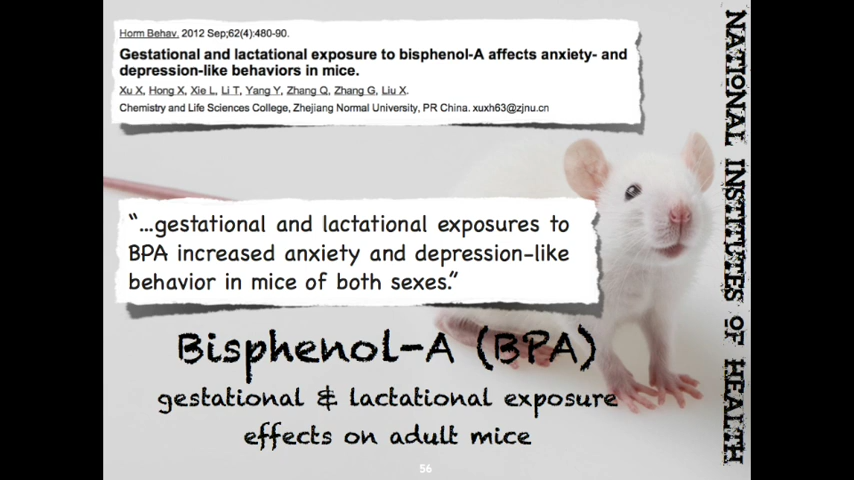 Horm Behav. 2012 Sep;62(4):480-90.
Gestational and lactational exposure to bisphenol-A affects anxiety- and
depression-like behaviors in mice.
Xu X, Hong X, Xie L, Li T, Yang Y, Zhang Q, Zhang G, Liu X.
Chemistry and Life Sciences College, Zhejiang Normal University, PR China. xuxh63@zjnu.cn
"...gestational and lactational exposures to
BPA increased anxiety and depression-like
behavior in mice of both sexes."
Bisphenol-A (BPA)
gestational & lactational exposure
effects on adult mice
56
NATIONAL INSTITUTES OF HEALTH